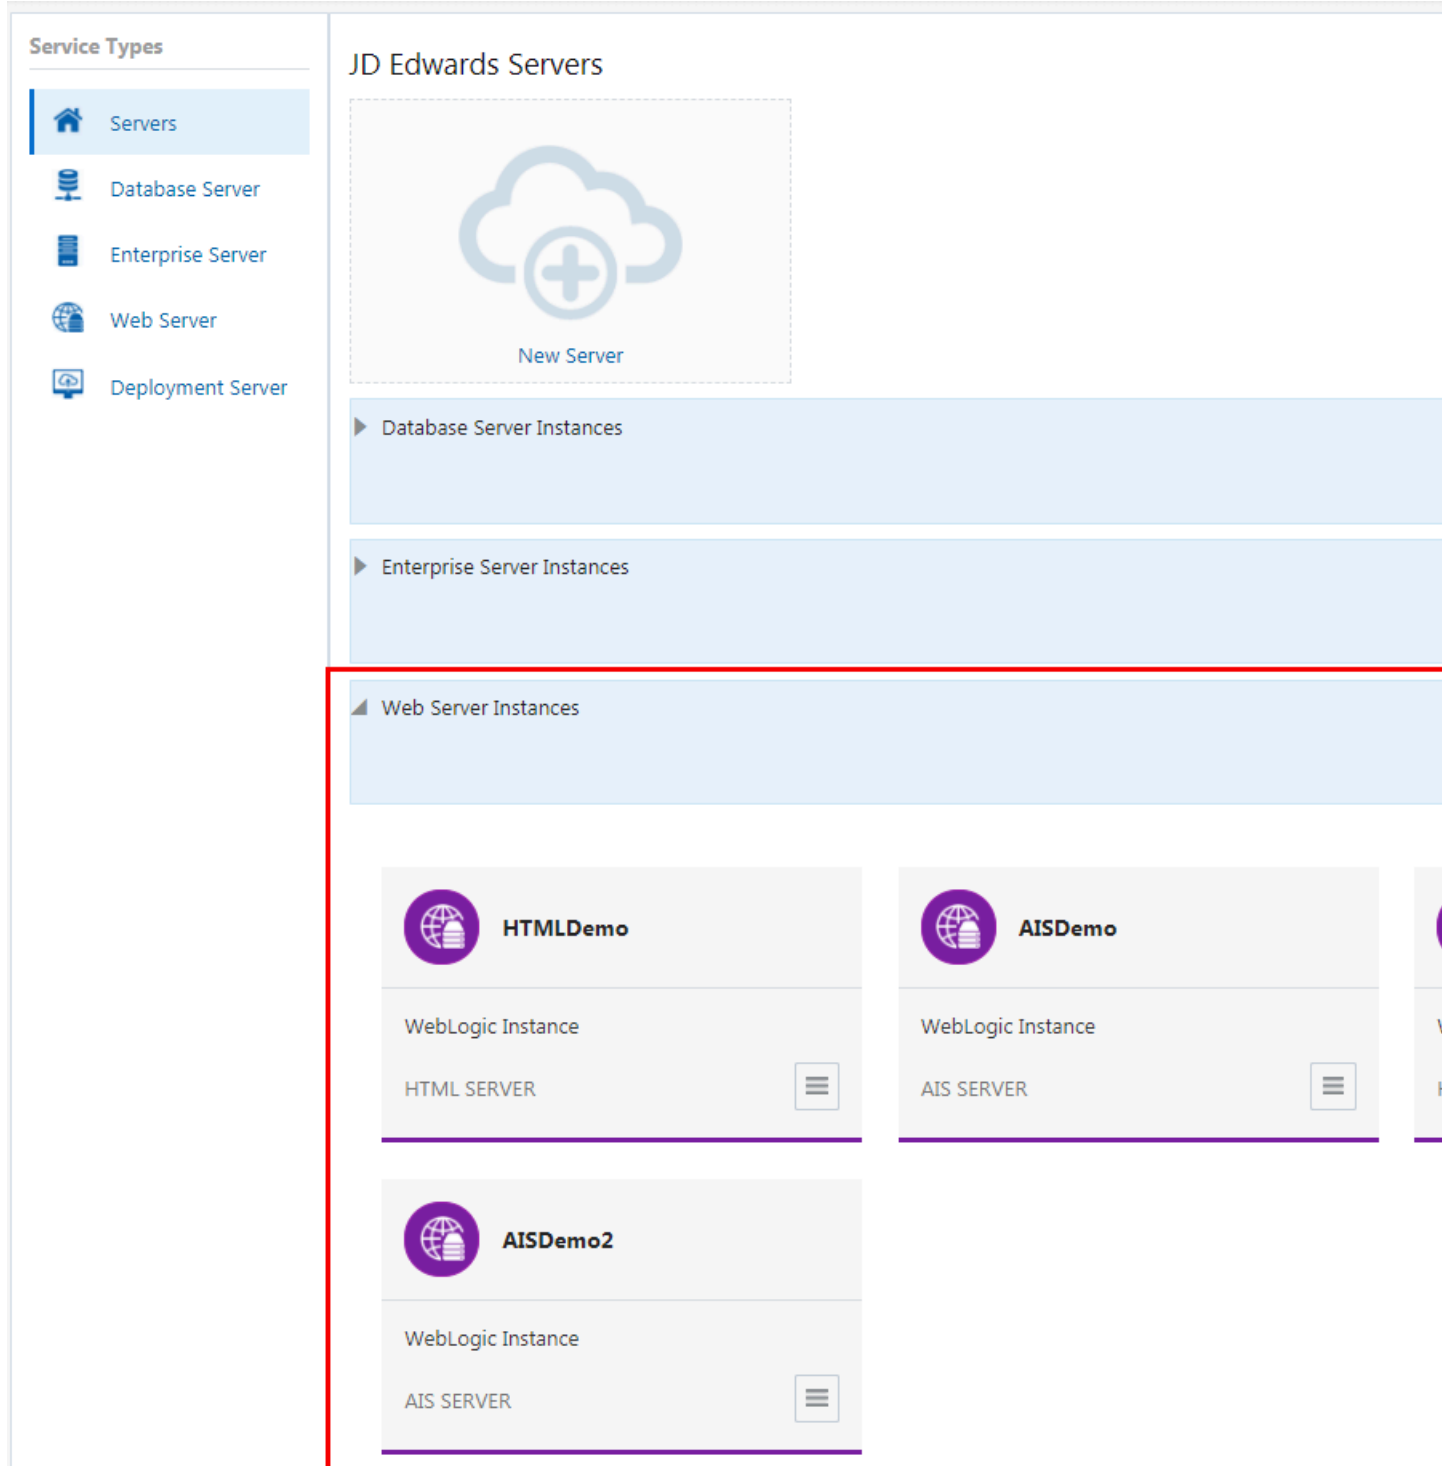 Service Types
Servers
Database Server
Enterprise Server
Web Server
Deployment Server
JD Edwards Servers
New Server
Database Server Instances
Enterprise Server Instances
Web Server Instances
HTMLDemo
WebLogic Instance
HTML SERVER
AISDemo
WebLogic Instance
AIS SERVER
AISDemo2
WebLogic Instance
AIS SERVER